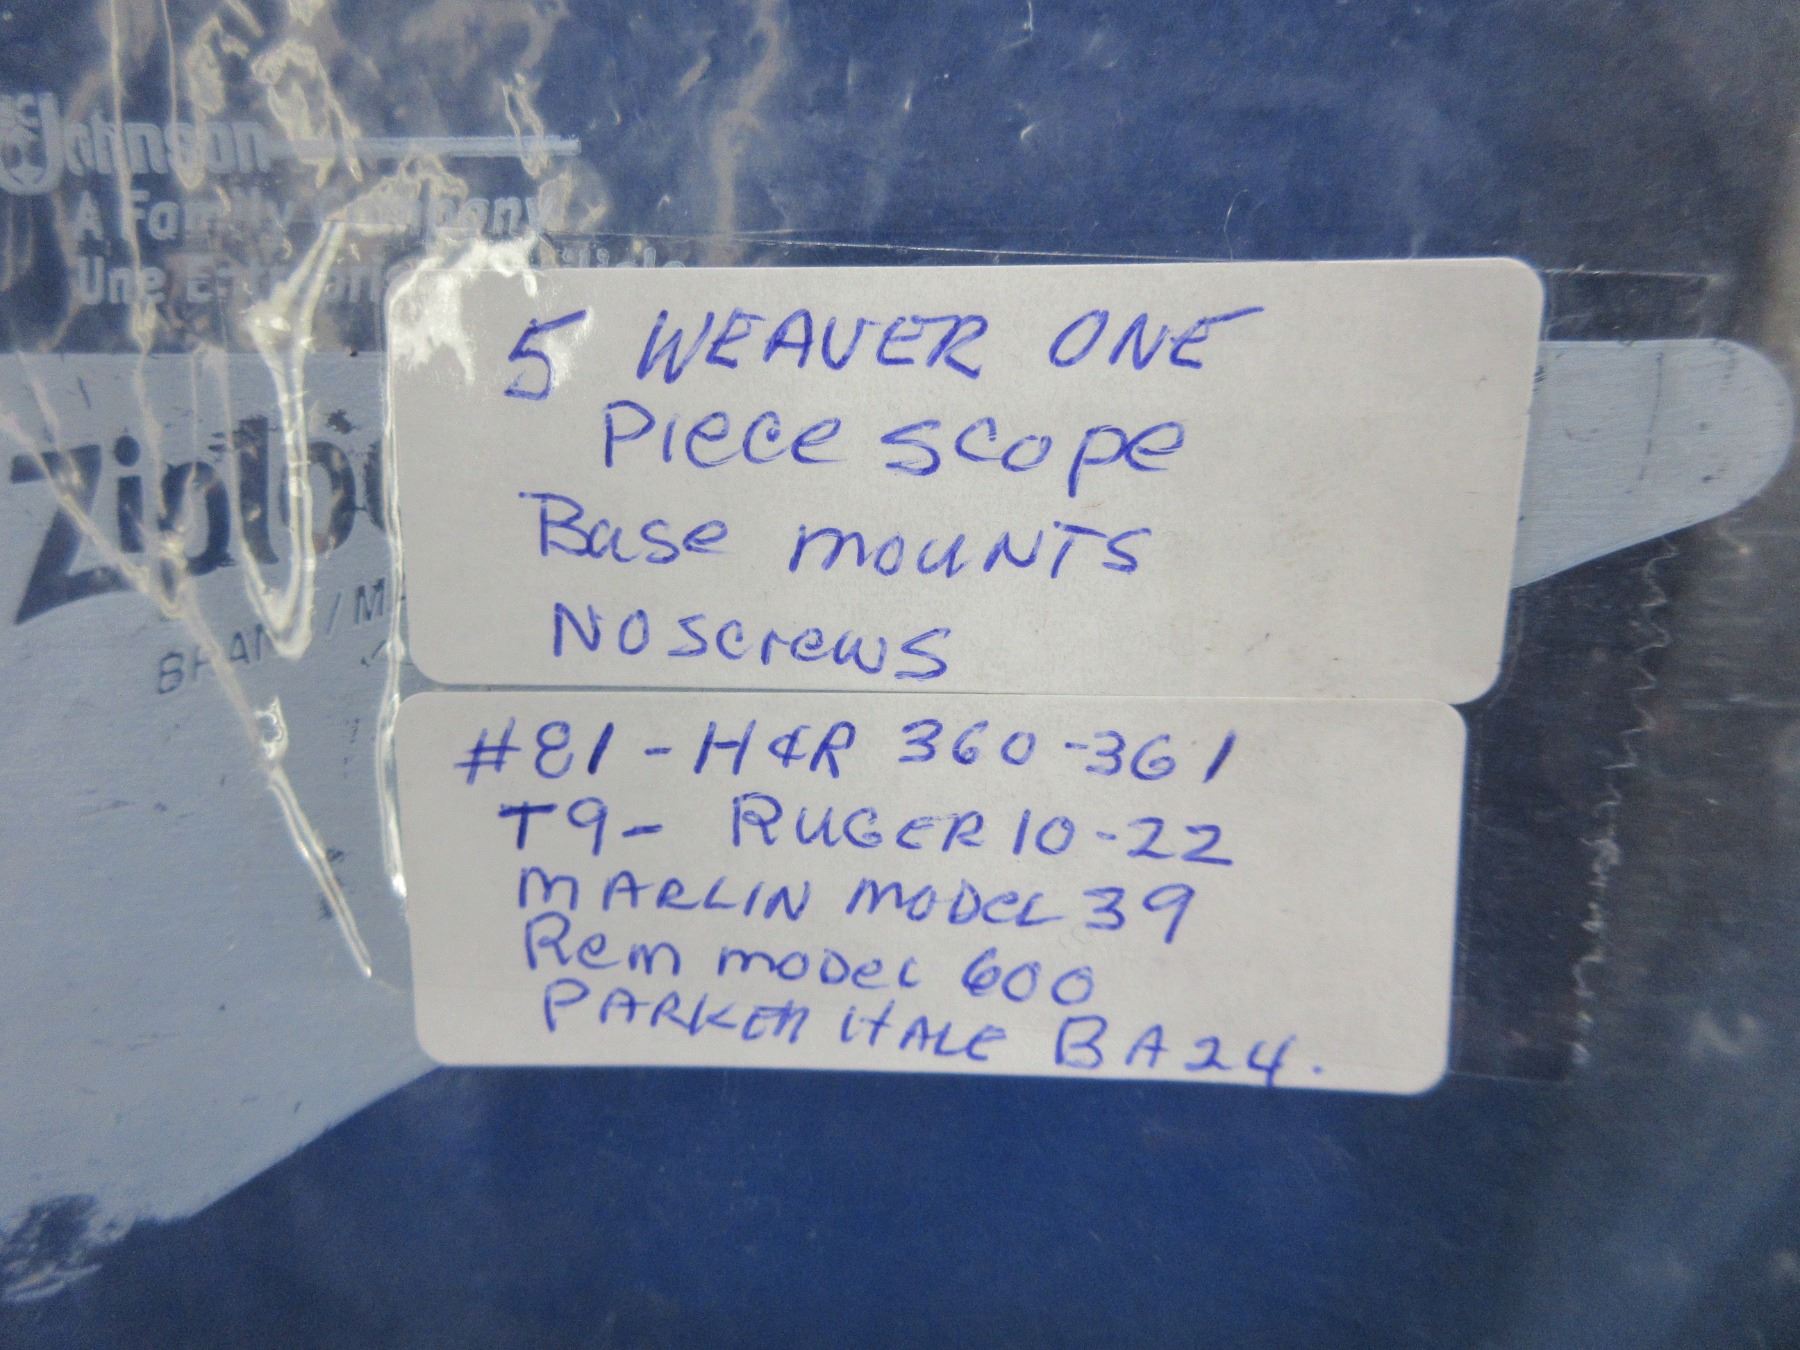 Johnson
A Family Company
Une
Ziploc
5 WEAVER ONE
Piece scope
Base mounts
No screws
#81 - H&R 360-361
T9- RUGER 10-22
MARLIN MODEL 39
Rem model 600
PARKER HALE BA24.